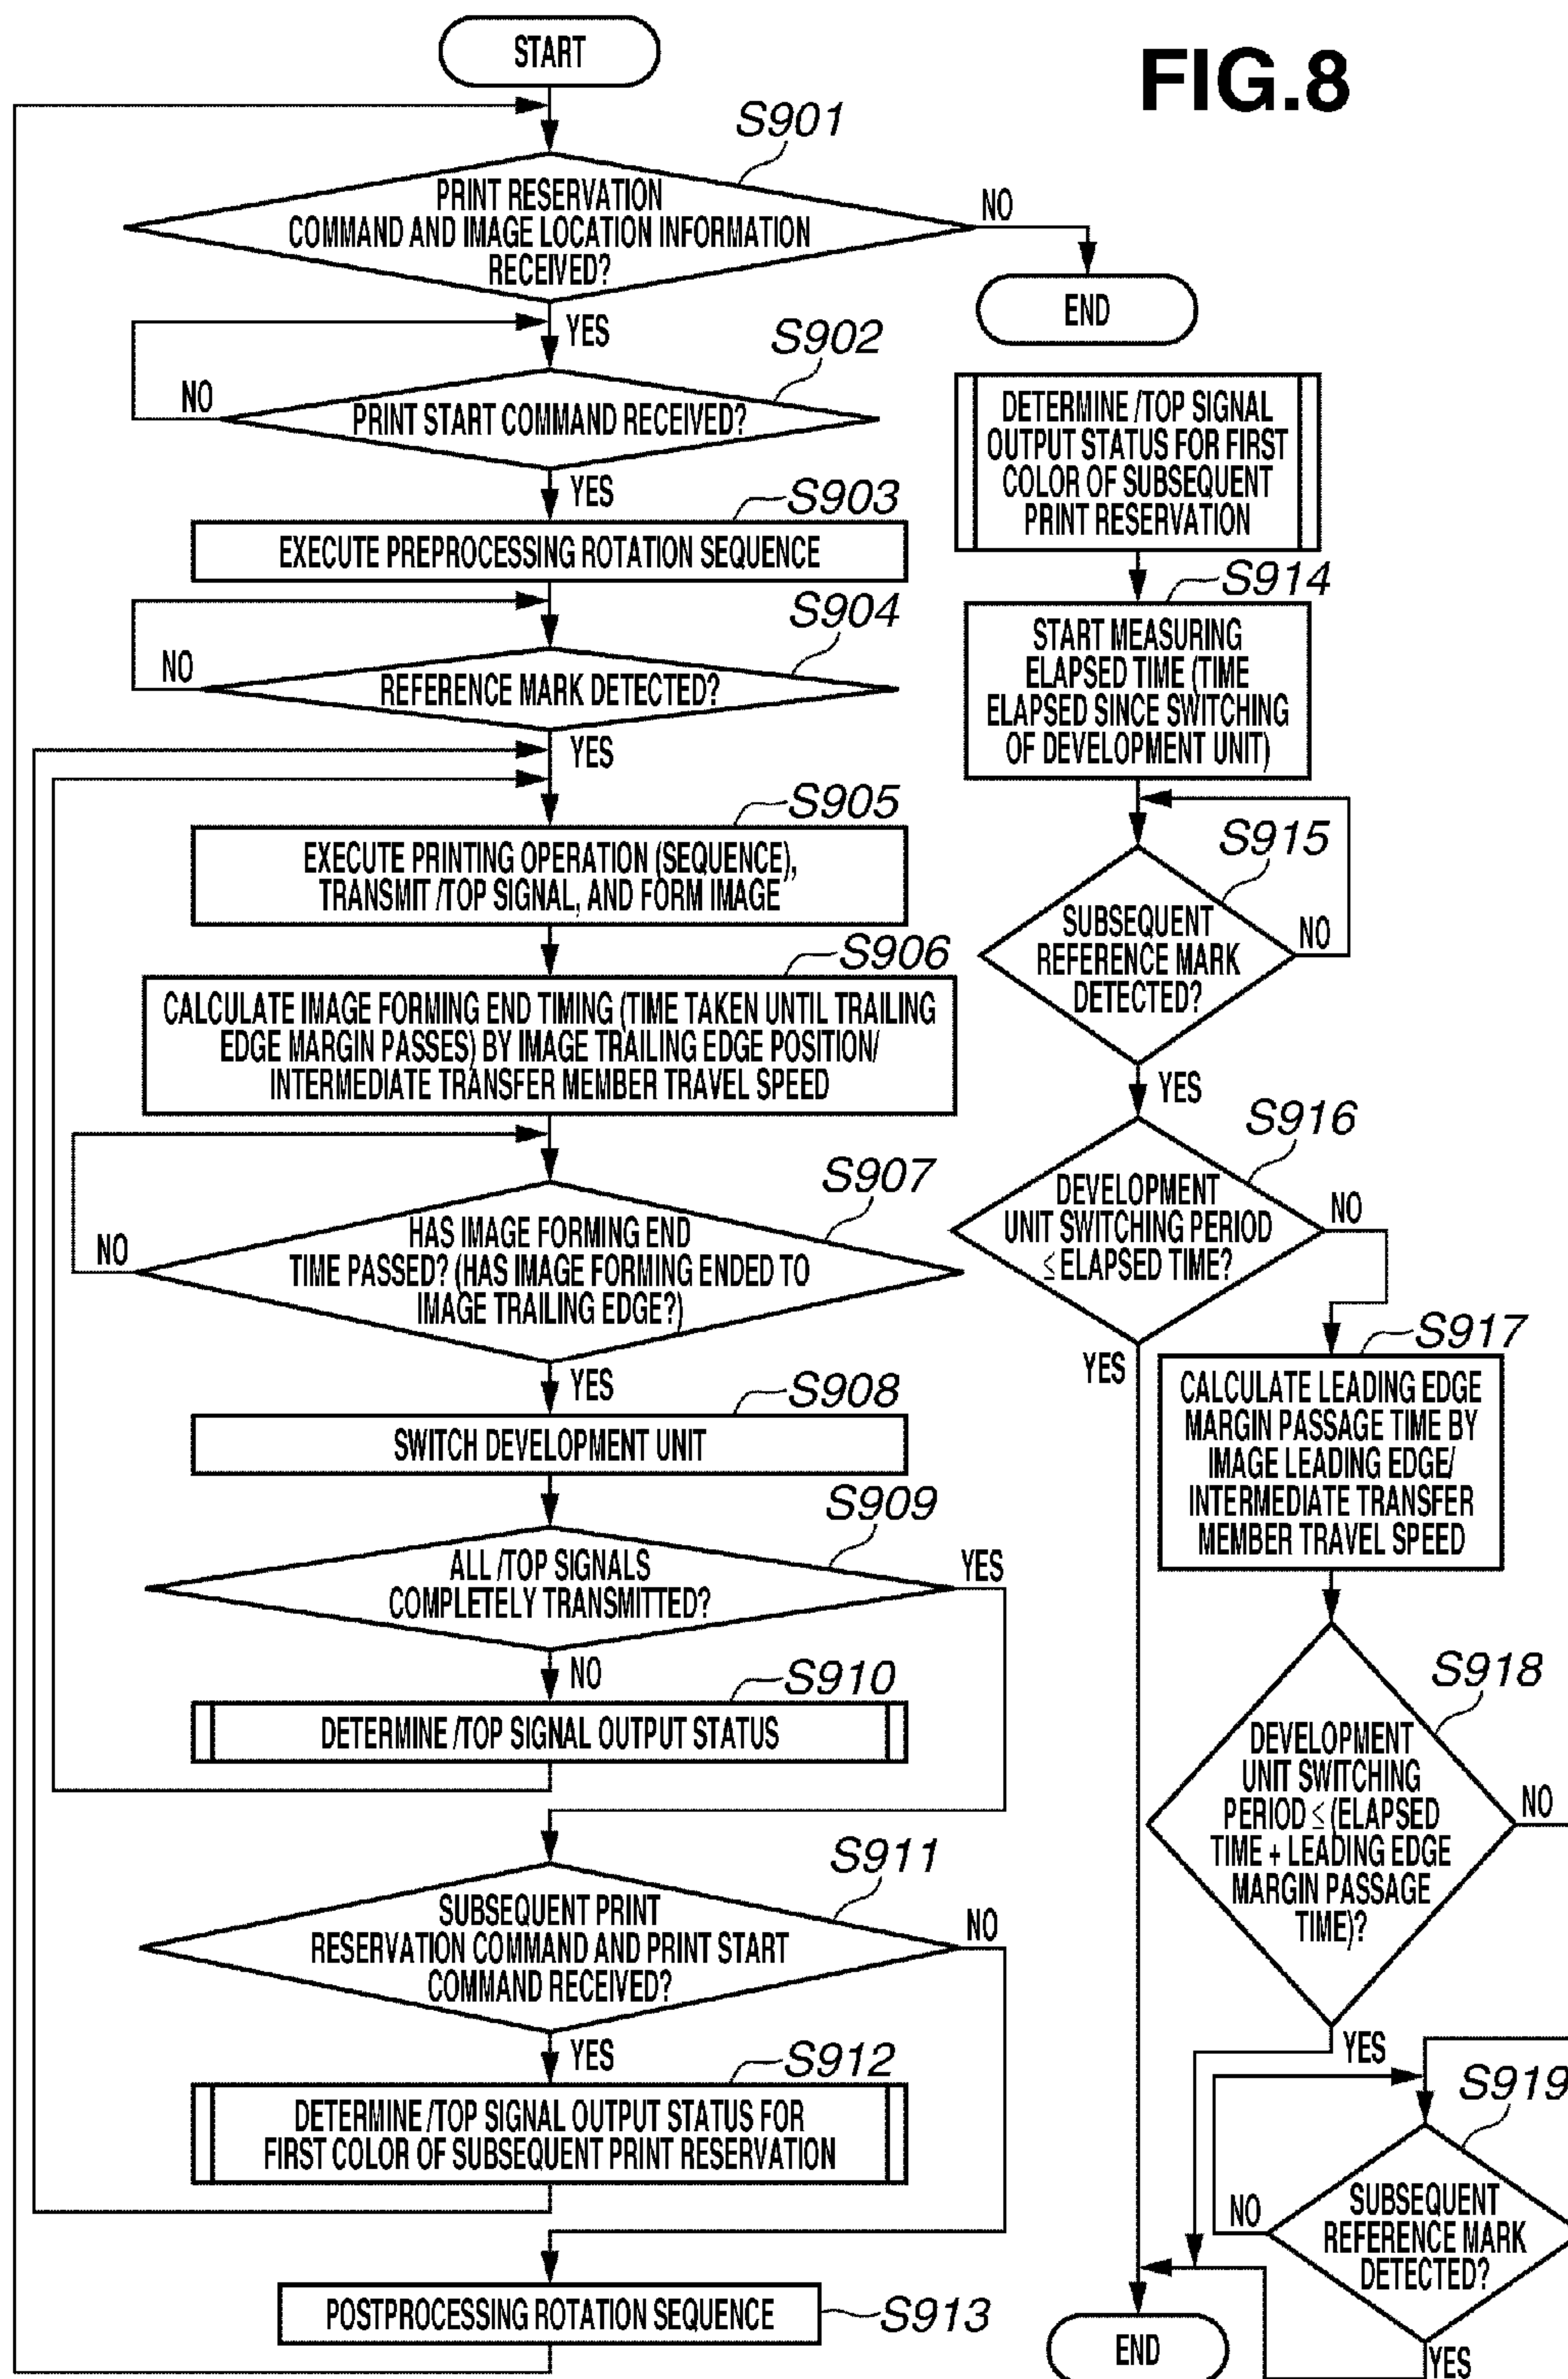 FIG.8
START
S901
PRINT RESERVATION
COMMAND AND IMAGE LOCATION INFORMATION
RECEIVED?
NO
END
YES
S902
NO
PRINT START COMMAND RECEIVED?
YES
S903
EXECUTE PREPROCESSING ROTATION SEQUENCE
S904
NO
REFERENCE MARK DETECTED?
YES
S905
EXECUTE PRINTING OPERATION (SEQUENCE),
TRANSMIT /TOP SIGNAL, AND FORM IMAGE
S906
CALCULATE IMAGE FORMING END TIMING (TIME TAKEN UNTIL TRAILING
EDGE MARGIN PASSES) BY IMAGE TRAILING EDGE POSITION/
INTERMEDIATE TRANSFER MEMBER TRAVEL SPEED
S907
NO
HAS IMAGE FORMING END
TIME PASSED? (HAS IMAGE FORMING ENDED TO
IMAGE TRAILING EDGE?)
YES
S908
SWITCH DEVELOPMENT UNIT
S909
ALL /TOP SIGNALS
COMPLETELY TRANSMITTED?
YES
NO
S910
DETERMINE /TOP SIGNAL OUTPUT STATUS
S911
SUBSEQUENT PRINT
RESERVATION COMMAND AND PRINT START
COMMAND RECEIVED?
NO
YES
S912
DETERMINE /TOP SIGNAL OUTPUT STATUS FOR
FIRST COLOR OF SUBSEQUENT PRINT RESERVATION
POSTPROCESSING ROTATION SEQUENCE
S913
DETERMINE /TOP SIGNAL
OUTPUT STATUS FOR FIRST
COLOR OF SUBSEQUENT
PRINT RESERVATION
S914
START MEASURING
ELAPSED TIME (TIME
ELAPSED SINCE SWITCHING
OF DEVELOPMENT UNIT)
S915
SUBSEQUENT
REFERENCE MARK
DETECTED?
NO
YES
S916
DEVELOPMENT
UNIT SWITCHING PERIOD
≤ ELAPSED TIME?
NO
YES
S917
CALCULATE LEADING EDGE
MARGIN PASSAGE TIME BY
IMAGE LEADING EDGE/
INTERMEDIATE TRANSFER
MEMBER TRAVEL SPEED
S918
DEVELOPMENT
UNIT SWITCHING
PERIOD ≤ (ELAPSED
TIME + LEADING EDGE
MARGIN PASSAGE
TIME)?
NO
YES
S919
NO
SUBSEQUENT
REFERENCE MARK
DETECTED?
YES
END